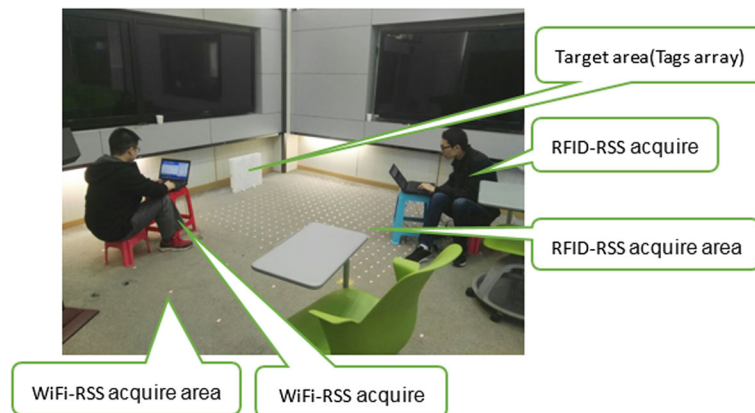 Target area(Tags array)
RFID-RSS acquire
RFID-RSS acquire area
WiFi-RSS acquire area
WiFi-RSS acquire